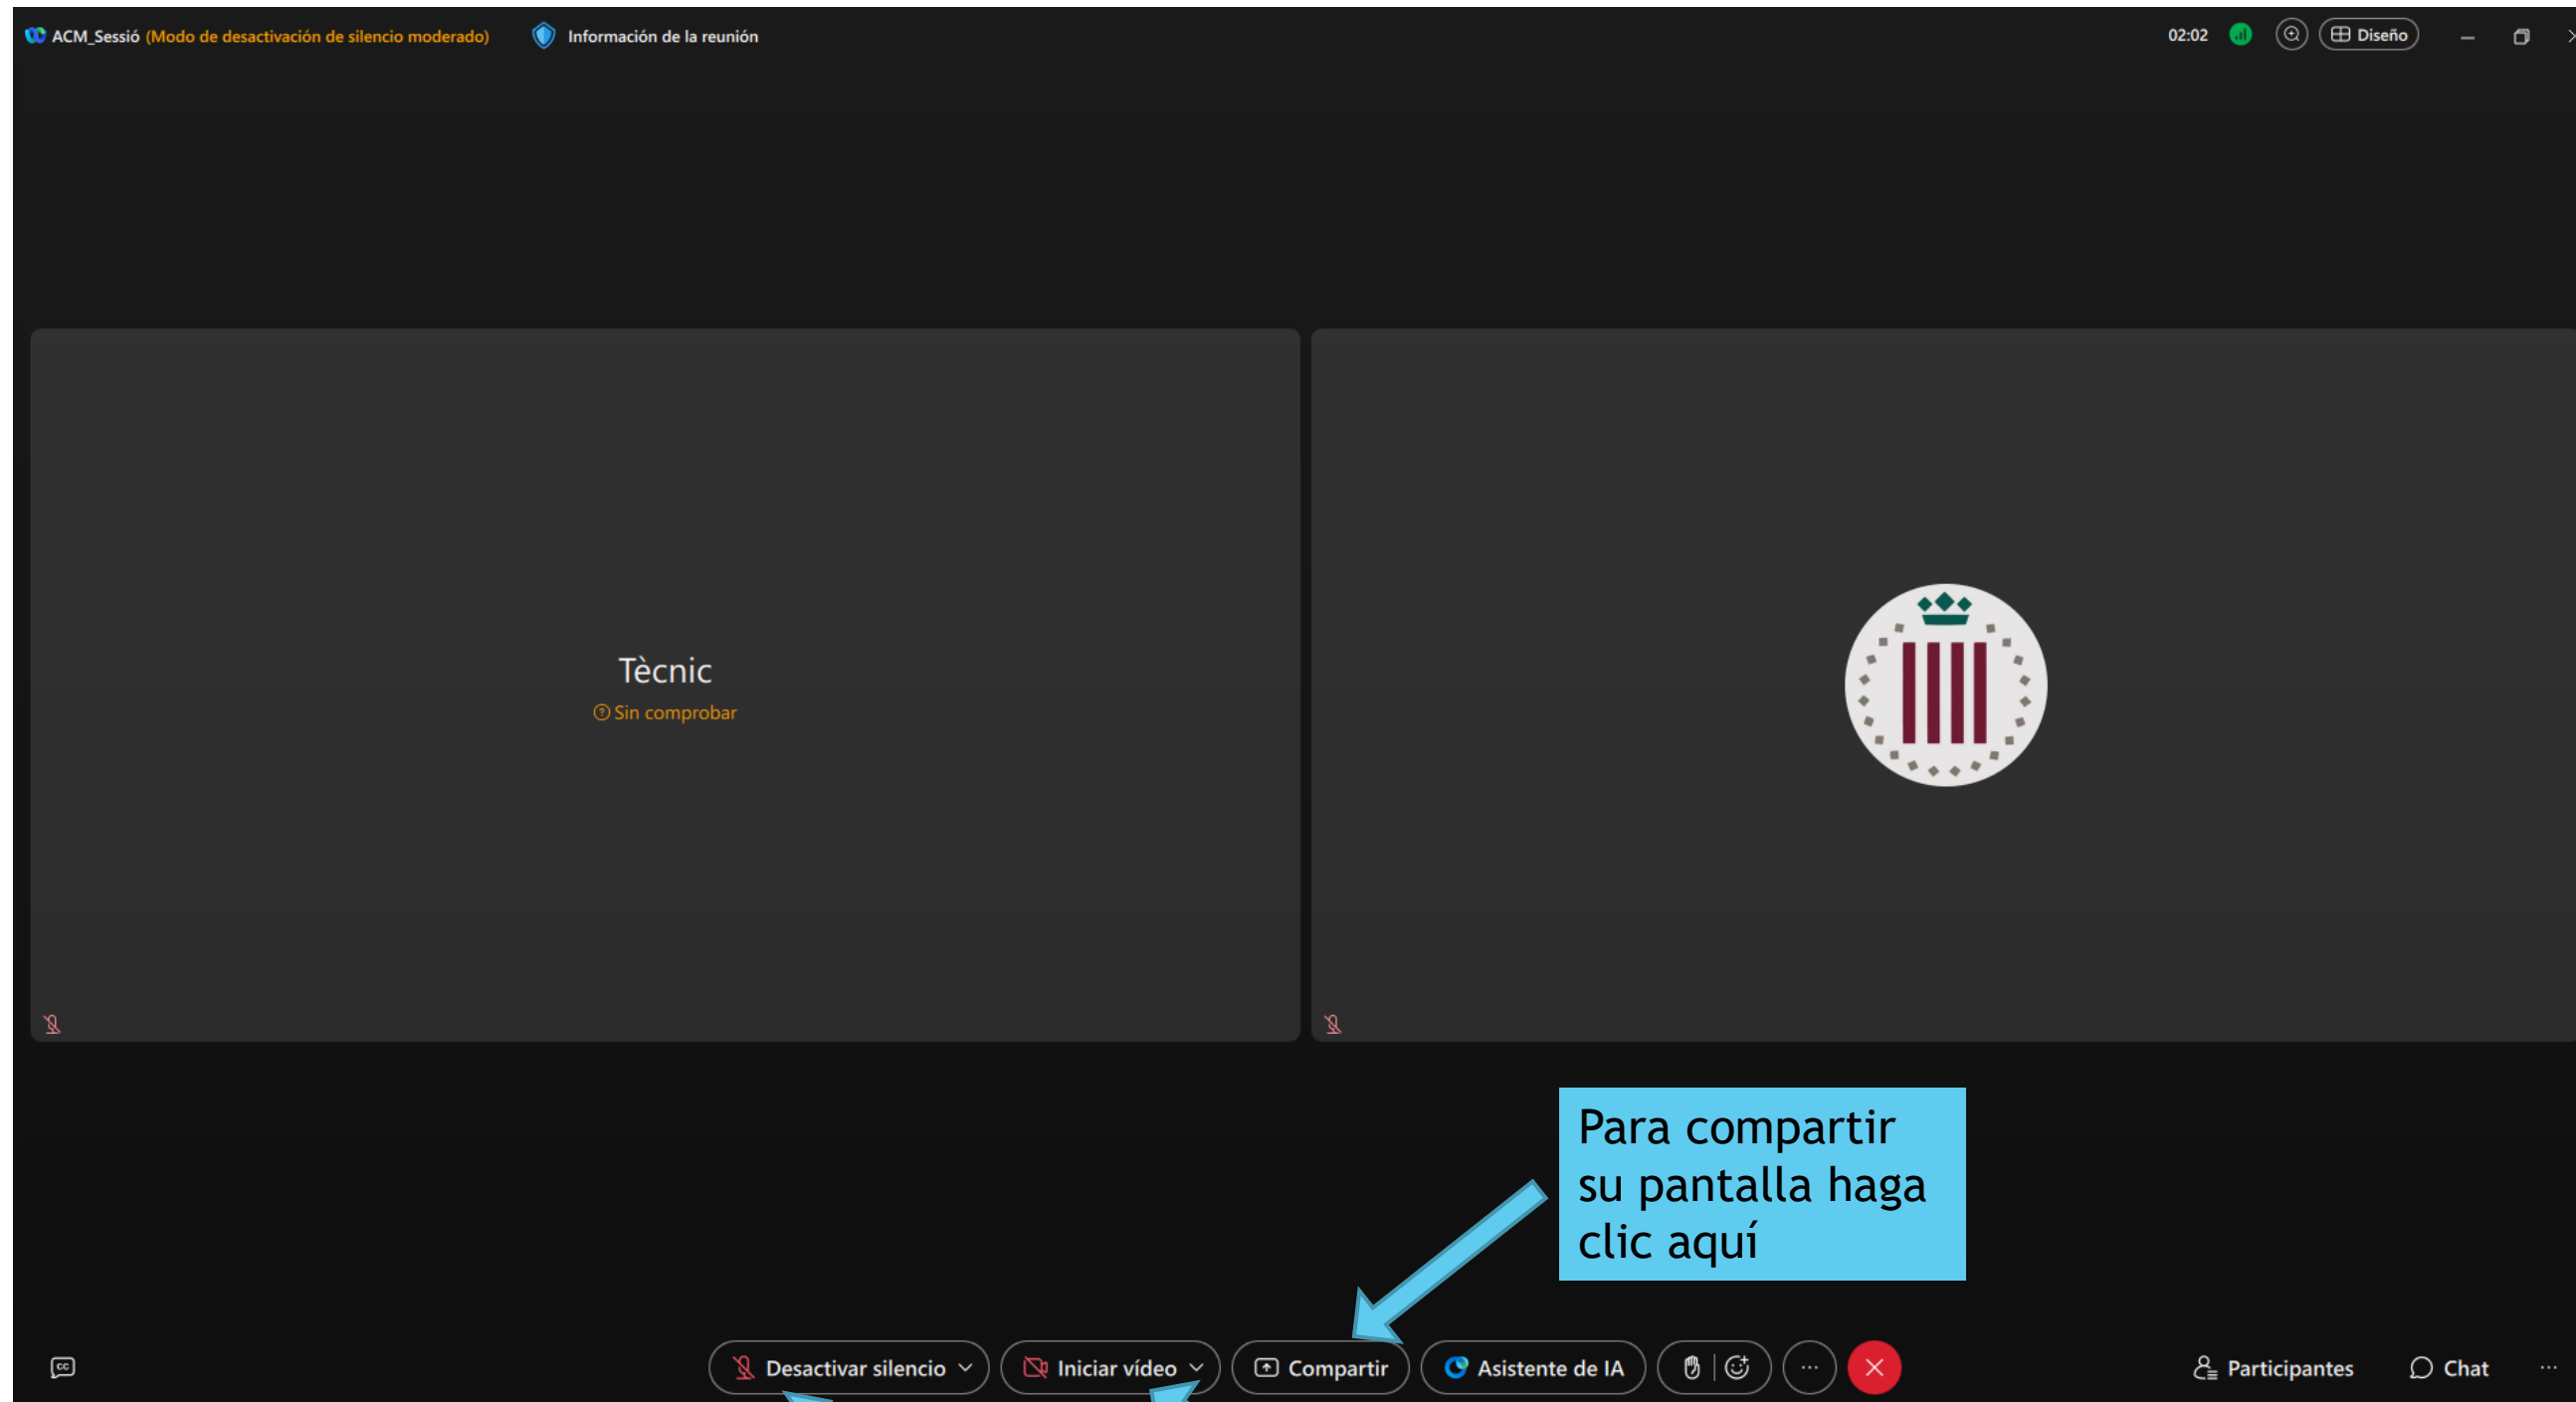 ACM_Sessió (Modo de desactivación de silencio moderado) Información de la reunión 02:02 Diseño
Tècnic
Sin comprobar
Para compartir
su pantalla haga
clic aquí
CC Desactivar silencio Iniciar vídeo Compartir Asistente de IA Participantes Chat